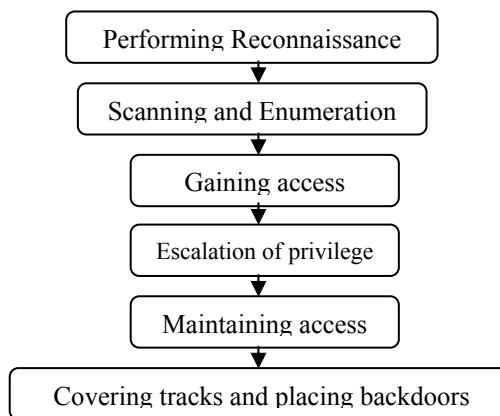 Performing Reconnaissance
Scanning and Enumeration
Gaining access
Escalation of privilege
Maintaining access
Covering tracks and placing backdoors